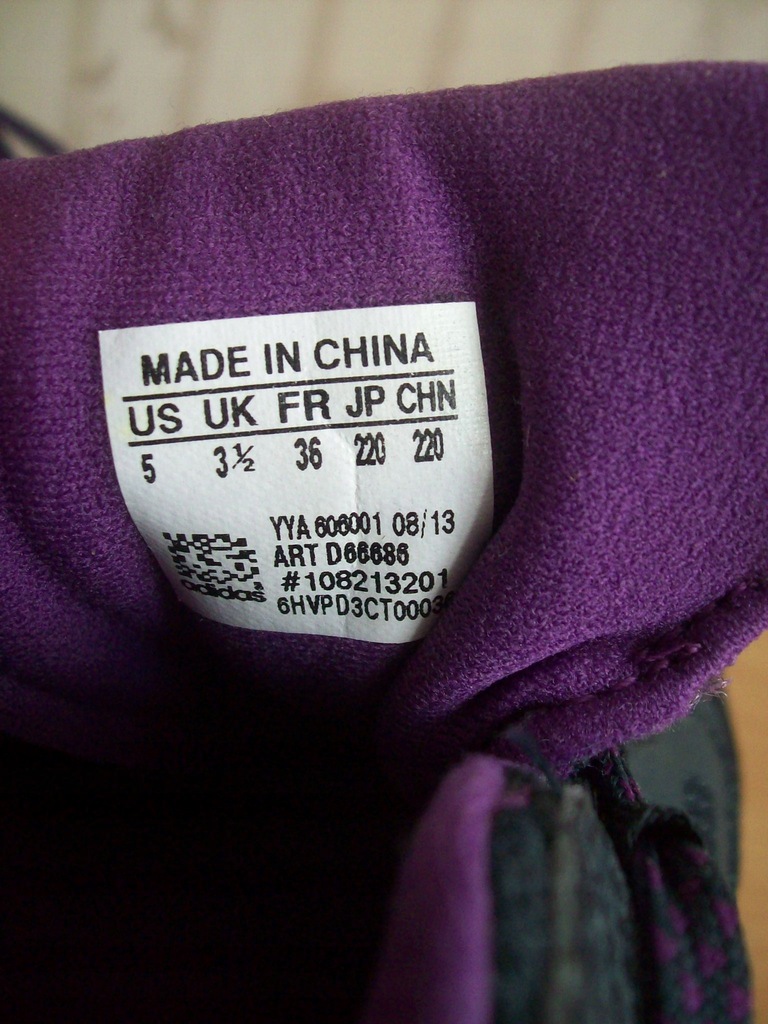 MADE IN CHINA
US UK FR JP CHN
5 3½ 36 220 220
YYA 606001 08/13
ART D66686
#108213201
adidas